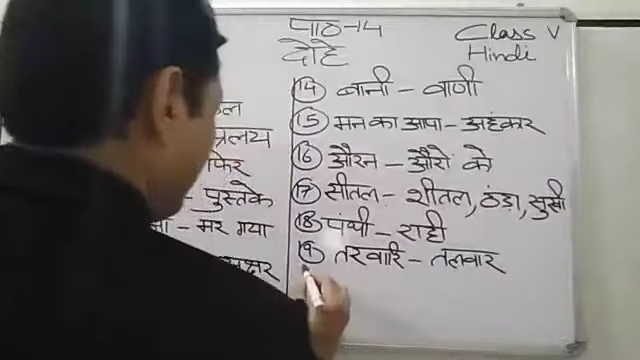 पाठ-14
दोहे
Class V
Hindi
(14) बानी - वाणी
(15) मन का आपा - अहंकार
(16) औरन - औरों को
(17) सीतल - शीतल, ठंडा, सुखी
(18) पंथी - राही
(19) तरवारि - तलवार
फिर
- पुस्तके
- मर गया